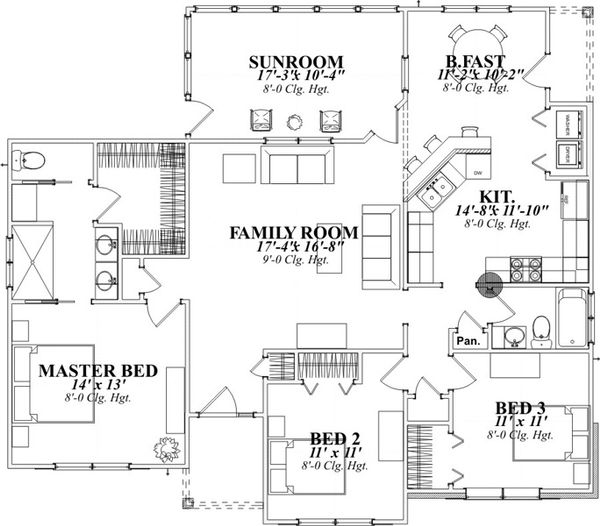 SUNROOM
17'-3"x 10'-4"
8'-0 Clg. Hgt.
B.FAST
11'-2"x 10'-2"
8'-0 Clg. Hgt.
WASHER
DRYER
DW
KIT.
14'-8"x 11'-10"
8'-0 Clg. Hgt.
FAMILY ROOM
17'-4"x 16'-8"
9'-0 Clg. Hgt.
Pan.
MASTER BED
14' x 13'
8'-0 Clg. Hgt.
BED 2
11' x 11'
8'-0 Clg. Hgt.
BED 3
11' x 11'
8'-0 Clg. Hgt.